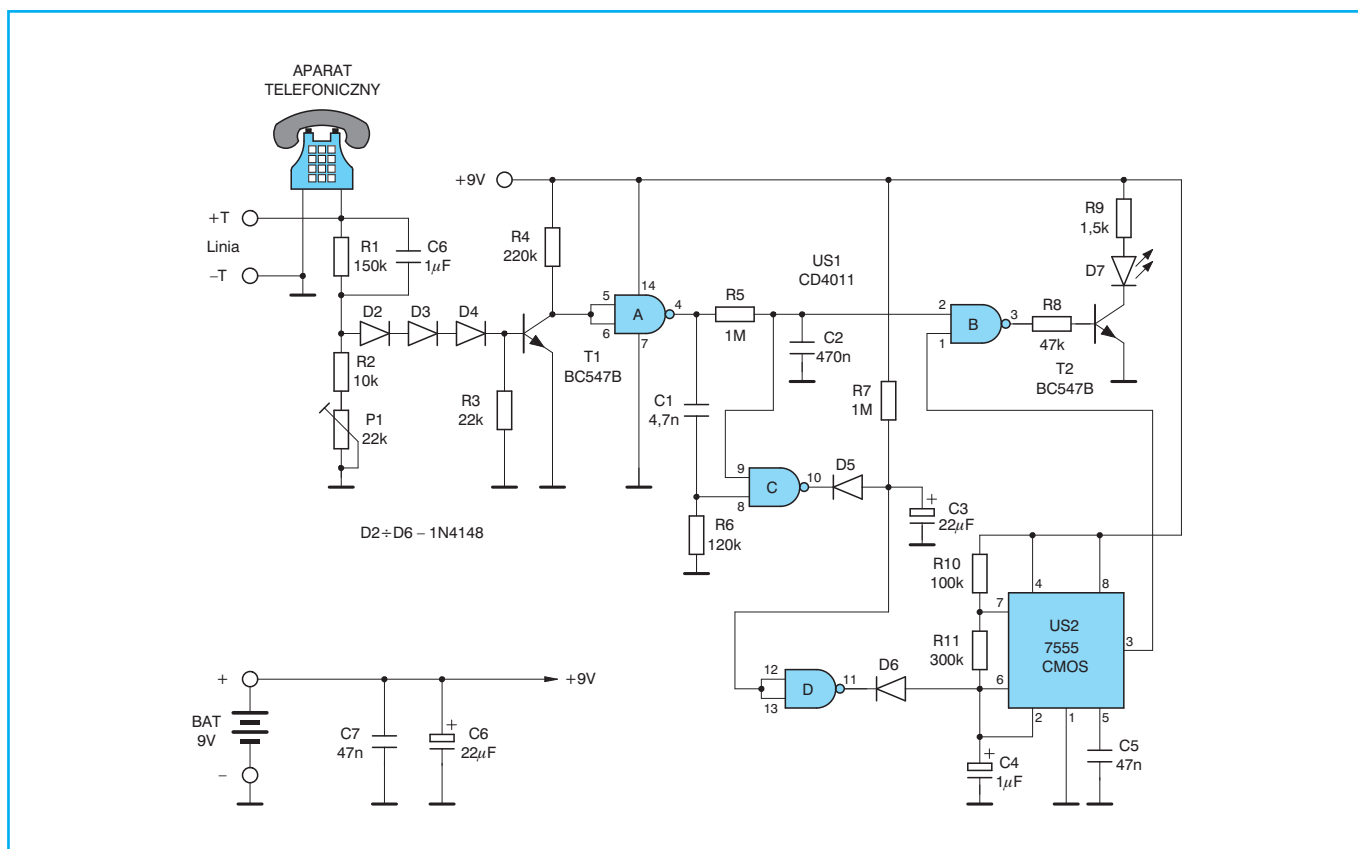 APARAT
TELEFONICZNY
+T
Linia
−T
R1
150k
C6
1µF
D2
D3
D4
R2
10k
P1
22k
R3
22k
+9V
R4
220k
T1
BC547B
5
6
14
A
4
7
R5
1M
US1
CD4011
C2
470n
C1
4,7n
R6
120k
9
8
C
10
D5
R7
1M
C3
+
22µF
2
1
B
3
R8
47k
R9
1,5k
D7
T2
BC547B
D2÷D6 – 1N4148
R10
100k
R11
300k
4
8
7
US2
7555
CMOS
3
6
2
1
5
12
13
D
11
D6
C4
+
1µF
C5
47n
+
BAT
9V
−
C7
47n
+
C6
22µF
+9V